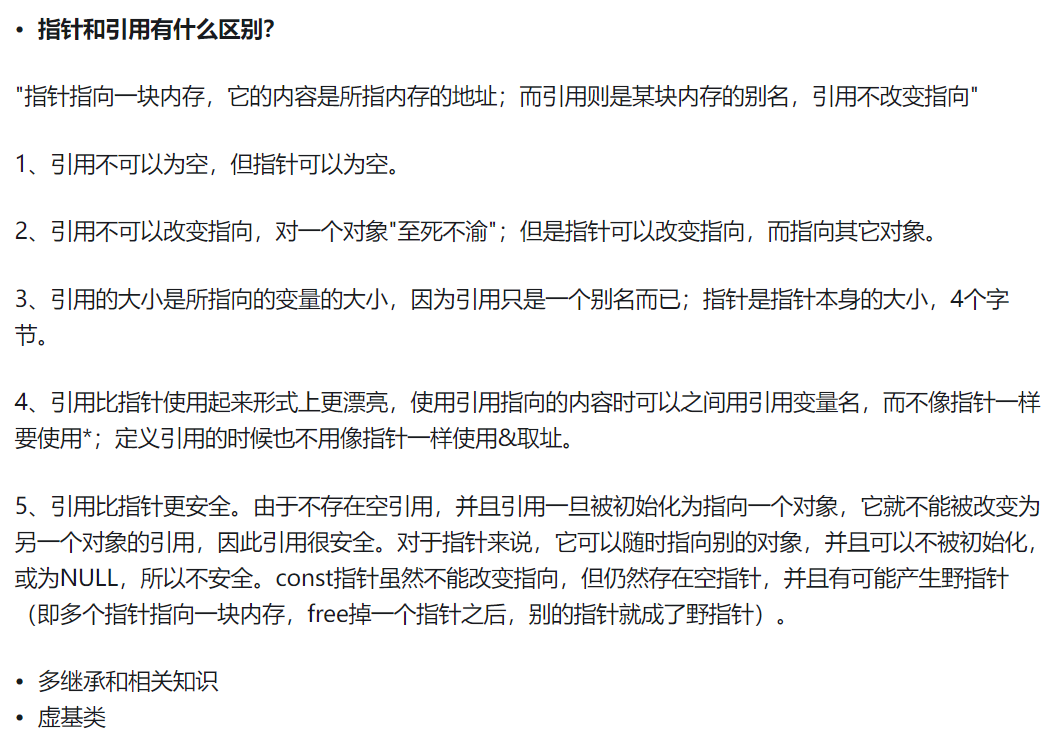 • 指针和引用有什么区别?
"指针指向一块内存，它的内容是所指内存的地址；而引用则是某块内存的别名，引用不改变指向"
1、引用不可以为空，但指针可以为空。
2、引用不可以改变指向，对一个对象"至死不渝"；但是指针可以改变指向，而指向其它对象。
3、引用的大小是所指向的变量的大小，因为引用只是一个别名而已；指针是指针本身的大小，4个字
节。
4、引用比指针使用起来形式上更漂亮，使用引用指向的内容时可以之间用引用变量名，而不像指针一样
要使用*；定义引用的时候也不用像指针一样使用&取址。
5、引用比指针更安全。由于不存在空引用，并且引用一旦被初始化为指向一个对象，它就不能被改变为
另一个对象的引用，因此引用很安全。对于指针来说，它可以随时指向别的对象，并且可以不被初始化，
或为NULL，所以不安全。const指针虽然不能改变指向，但仍然存在空指针，并且有可能产生野指针
（即多个指针指向一块内存，free掉一个指针之后，别的指针就成了野指针）。
• 多继承和相关知识
• 虚基类